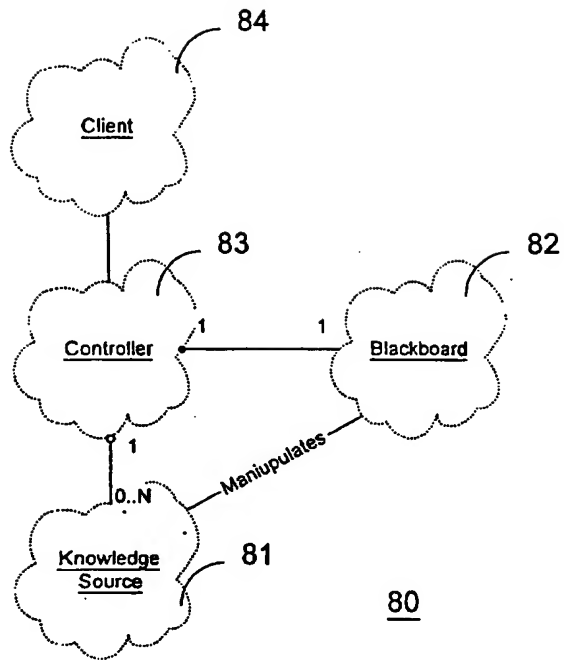 84
Client
83
82
1
1
Controller
Blackboard
1
Maniupulates
0..N
Knowledge
Source
81
80